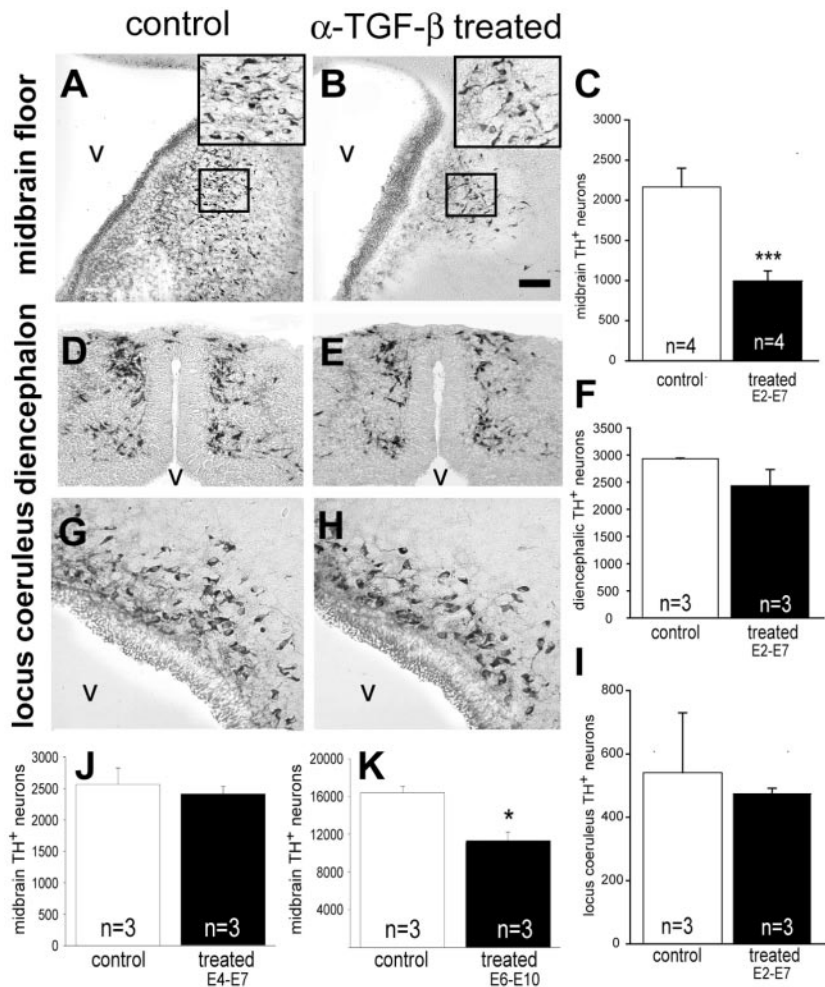 control
α-TGF-β treated
midbrain floor
A
V
B
V
C
3000
2500
2000
1500
1000
500
0
midbrain TH+ neurons
***
n=4
n=4
control
treated
E2-E7
diencephalon
D
E
V
V
F
3500
3000
2500
2000
1500
1000
500
0
diencephalic TH+ neurons
n=3
n=3
control
treated
E2-E7
locus coeruleus
G
V
H
V
I
800
600
400
200
0
locus coeruleus TH+ neurons
n=3
n=3
control
treated
E2-E7
J
3000
2500
2000
1500
1000
500
0
midbrain TH+ neurons
n=3
n=3
control
treated
E4-E7
K
20000
16000
12000
8000
4000
midbrain TH+ neurons
*
n=3
n=3
control
treated
E6-E10